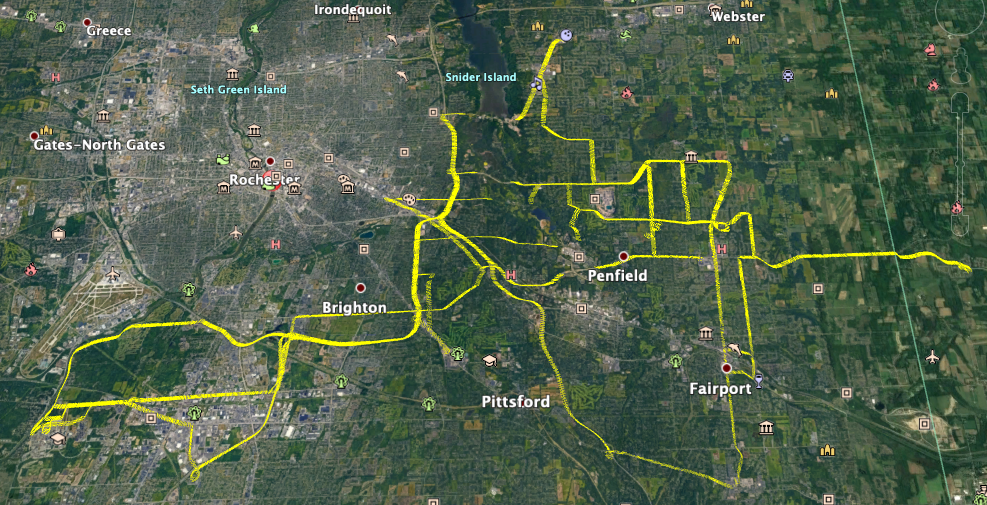 Irondequoit
Webster
Greece
Snider Island
Seth Green Island
Gates-North Gates
Rochester
H
H
H
H
Penfield
Brighton
Fairport
Pittsford